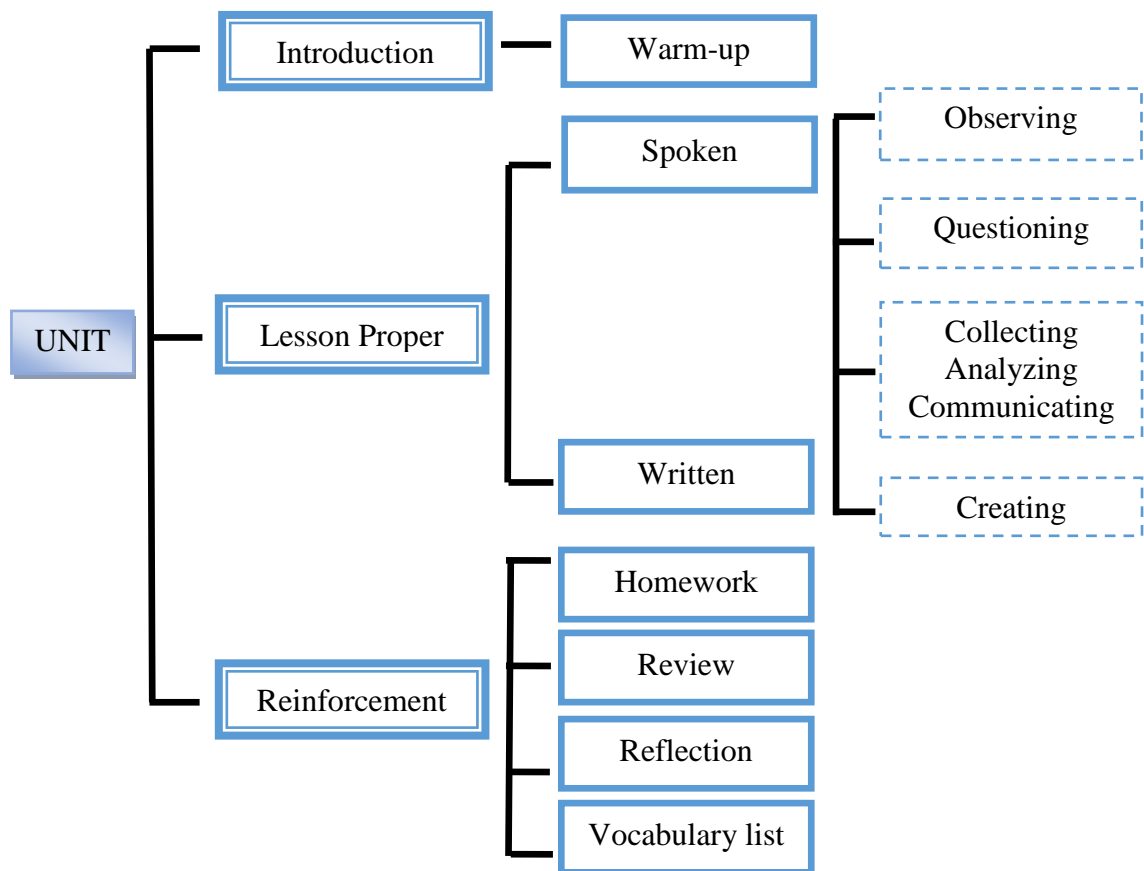 UNIT
Introduction
Warm-up
Lesson Proper
Spoken
Written
Observing
Questioning
Collecting
Analyzing
Communicating
Creating
Reinforcement
Homework
Review
Reflection
Vocabulary list